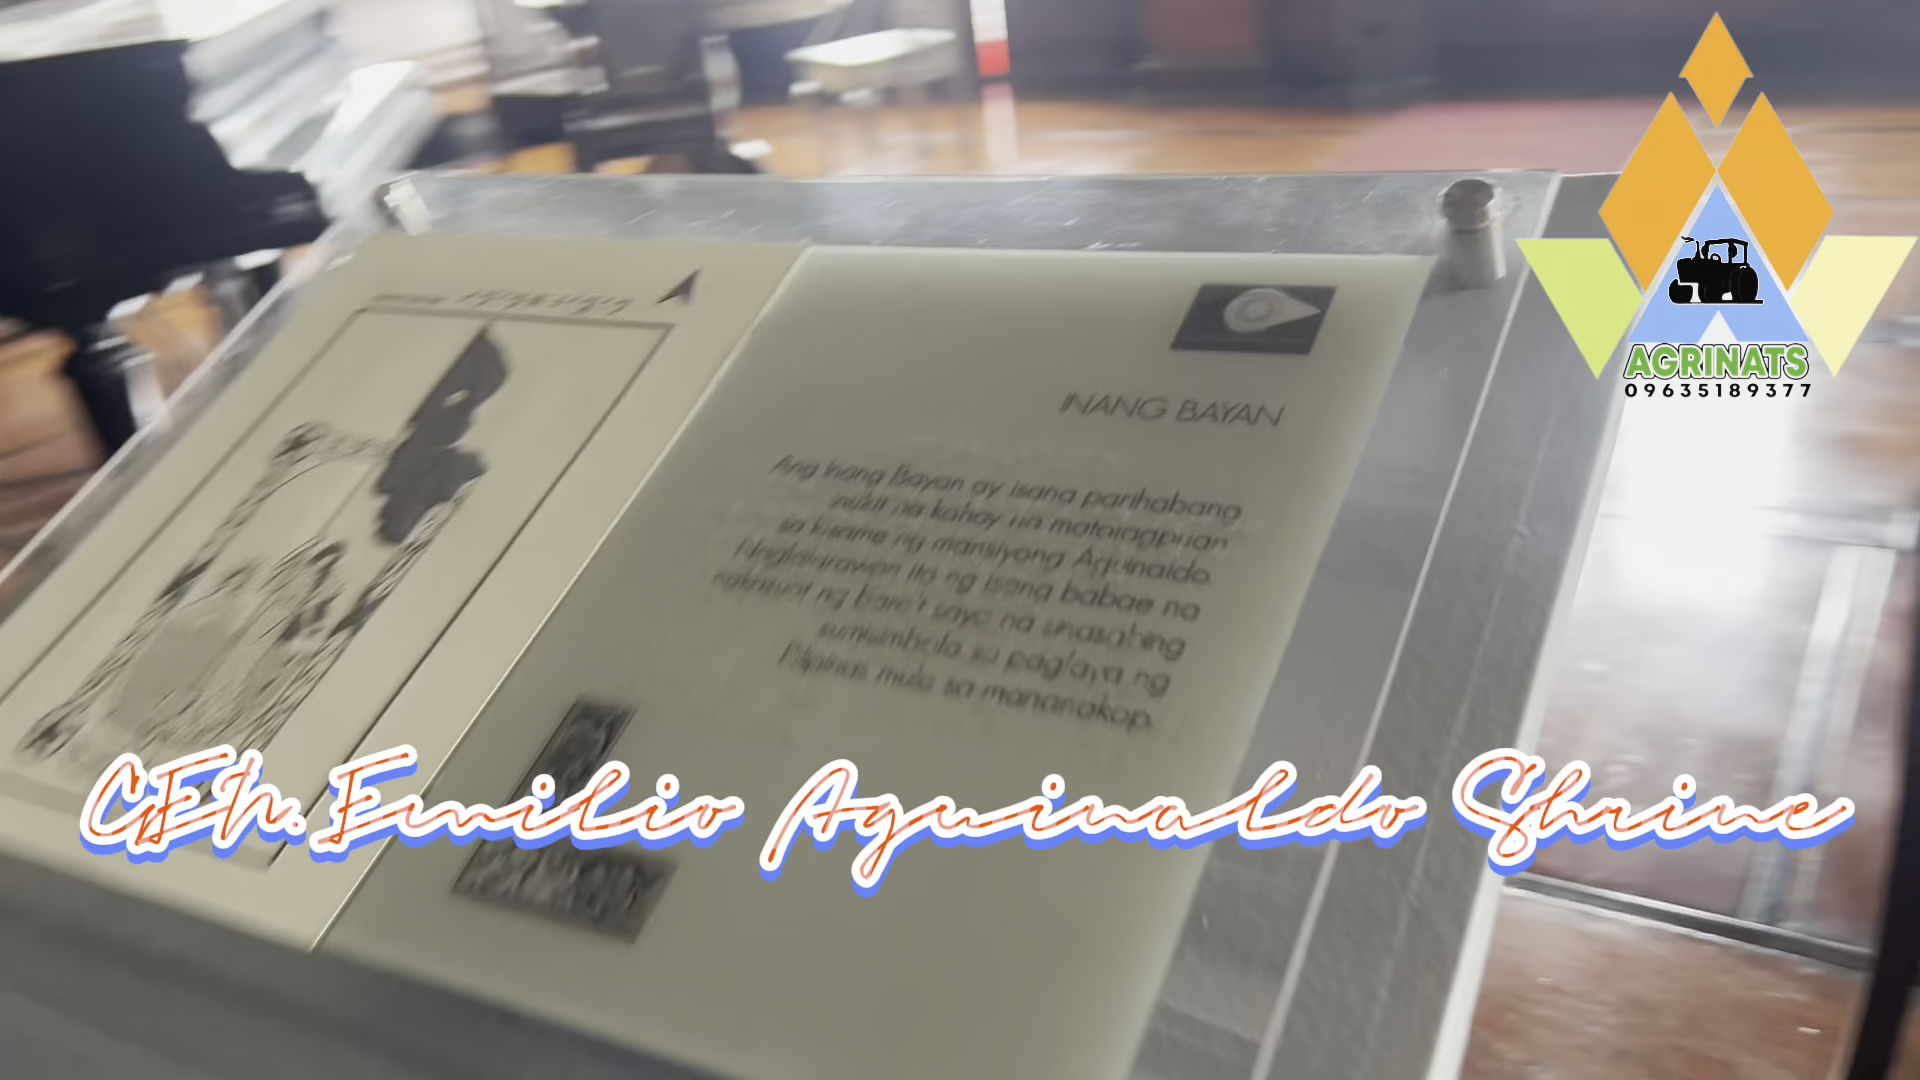 AGRINATS
09635189377
INANG BAYAN
Ang Inang Bayan ay isang parihabang
nukit na kahoy na matatagpuan
sa kisame ng mansiyong Aguinaldo.
Naglalarawan ito ng isang babae na
nakasuot ng baro't saya na sinasabing
sumisimbolo sa paglaya ng
Pilipinas mula sa mananakop.
GEN. Emilio Aguinaldo Shrine